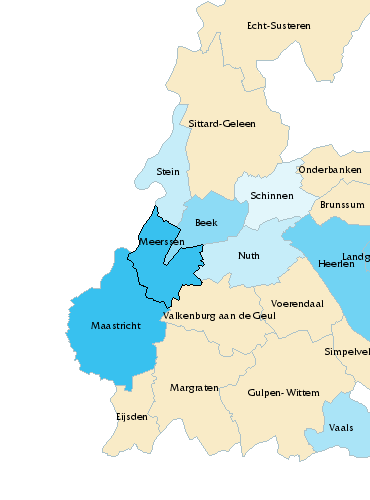 Echt-Susteren
Sittard-Geleen
Stein
Onderbanken
Schinnen
Brunssum
Beek
Meerssen
Nuth
Heerlen
Landg
Voerendaal
Valkenburg aan de Geul
Maastricht
Simpelvel
Margraten
Gulpen- Wittem
Eijsden
Vaals